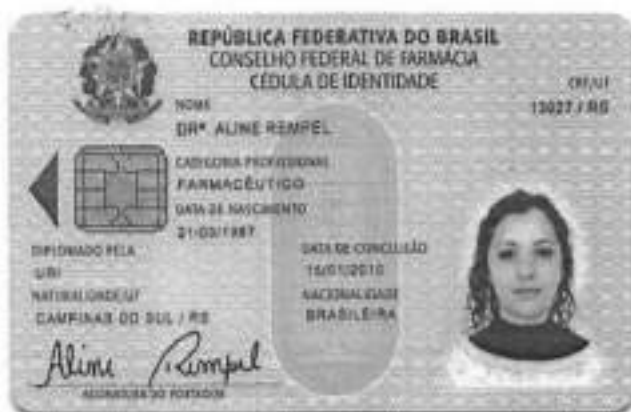 REPÚBLICA FEDERATIVA DO BRASIL
CONSELHO FEDERAL DE FARMÁCIA
CÉDULA DE IDENTIDADE
CRF/UF
13027 / RS
NOME
DRª ALINE REMPEL
CATEGORIA PROFISSIONAL
FARMACÊUTICO
DATA DE NASCIMENTO
21/03/1987
DIPLOMADO PELA
URI
DATA DE CONCLUSÃO
15/01/2010
NATURALIDADE/UF
CAMPINAS DO SUL / RS
NACIONALIDADE
BRASILEIRA
Aline Rempel
ASSINATURA DO PORTADOR